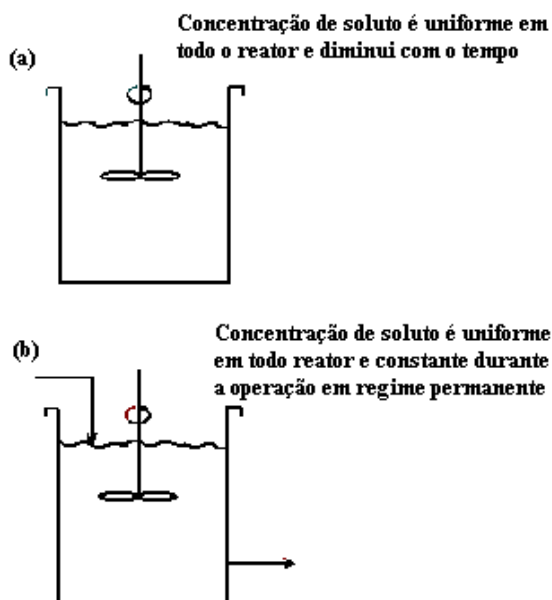 Concentração de soluto é uniforme em
todo o reator e diminui com o tempo
(a)
Concentração de soluto é uniforme
em todo reator e constante durante
a operação em regime permanente
(b)